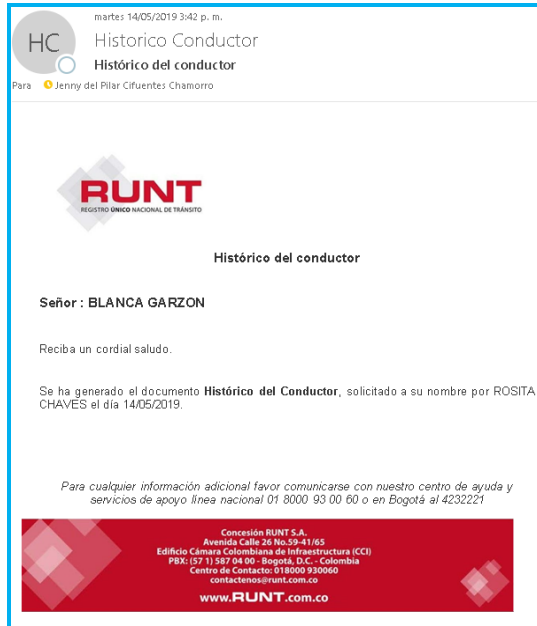 martes 14/05/2019 3:42 p. m.
HC
Historico Conductor
Histórico del conductor
Para Jenny del Pilar Cifuentes Chamorro
RUNT
REGISTRO ÚNICO NACIONAL DE TRÁNSITO
Histórico del conductor
Señor : BLANCA GARZON
Reciba un cordial saludo.
Se ha generado el documento Histórico del Conductor, solicitado a su nombre por ROSITA
CHAVES el día 14/05/2019.
Para cualquier información adicional favor comunicarse con nuestro centro de ayuda y
servicios de apoyo línea nacional 01 8000 93 00 60 o en Bogotá al 4232221
Concesión RUNT S.A.
Avenida Calle 26 No.59-41/65
Edificio Cámara Colombiana de Infraestructura (CCI)
PBX: (57 1) 587 04 00 - Bogotá, D.C. - Colombia
Centro de Contacto: 018000 930060
contactenos@runt.com.co
www.RUNT.com.co